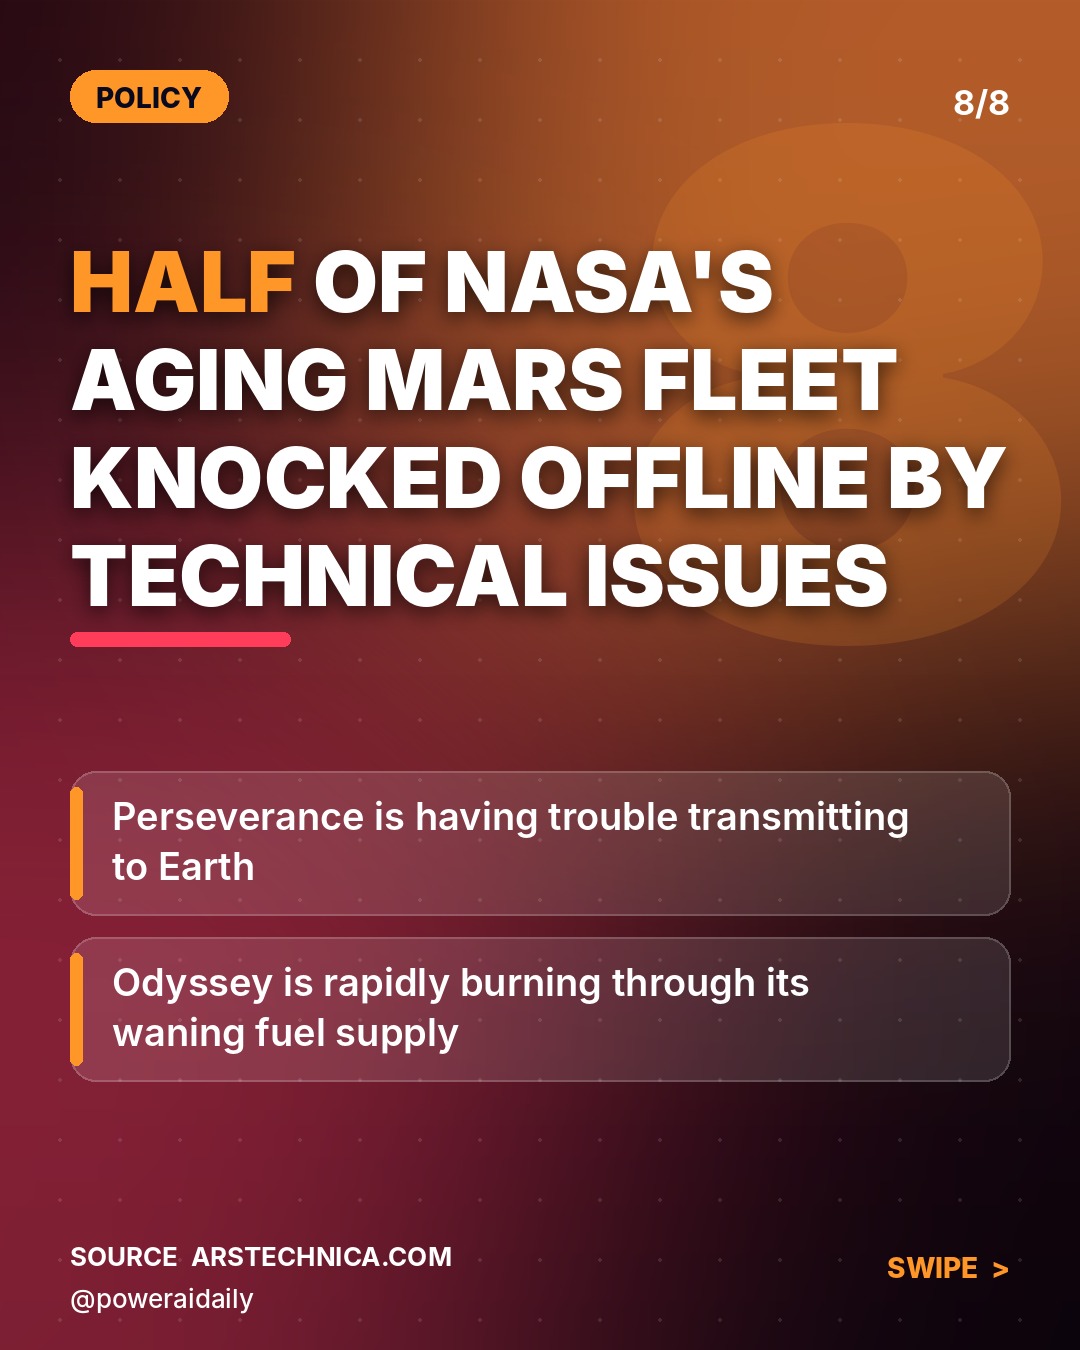 POLICY
8/8
8
HALF OF NASA'S
AGING MARS FLEET
KNOCKED OFFLINE BY
TECHNICAL ISSUES
Perseverance is having trouble transmitting
to Earth
Odyssey is rapidly burning through its
waning fuel supply
SOURCE ARSTECHNICA.COM
@poweraidaily
SWIPE >